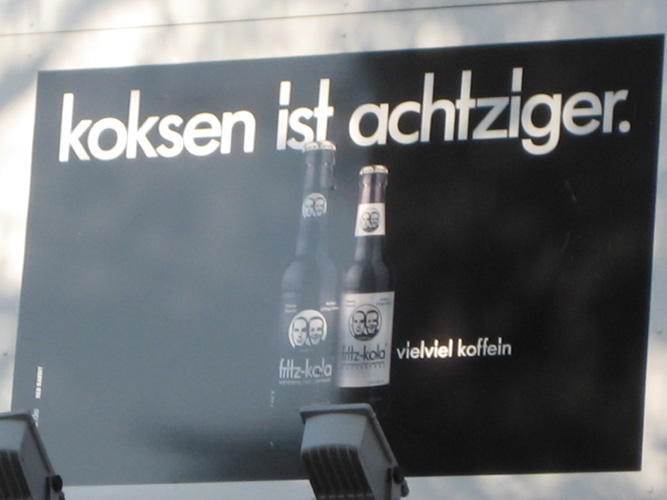 koksen ist achtziger.
fritz-kola
fritz-kola
vielviel koffein